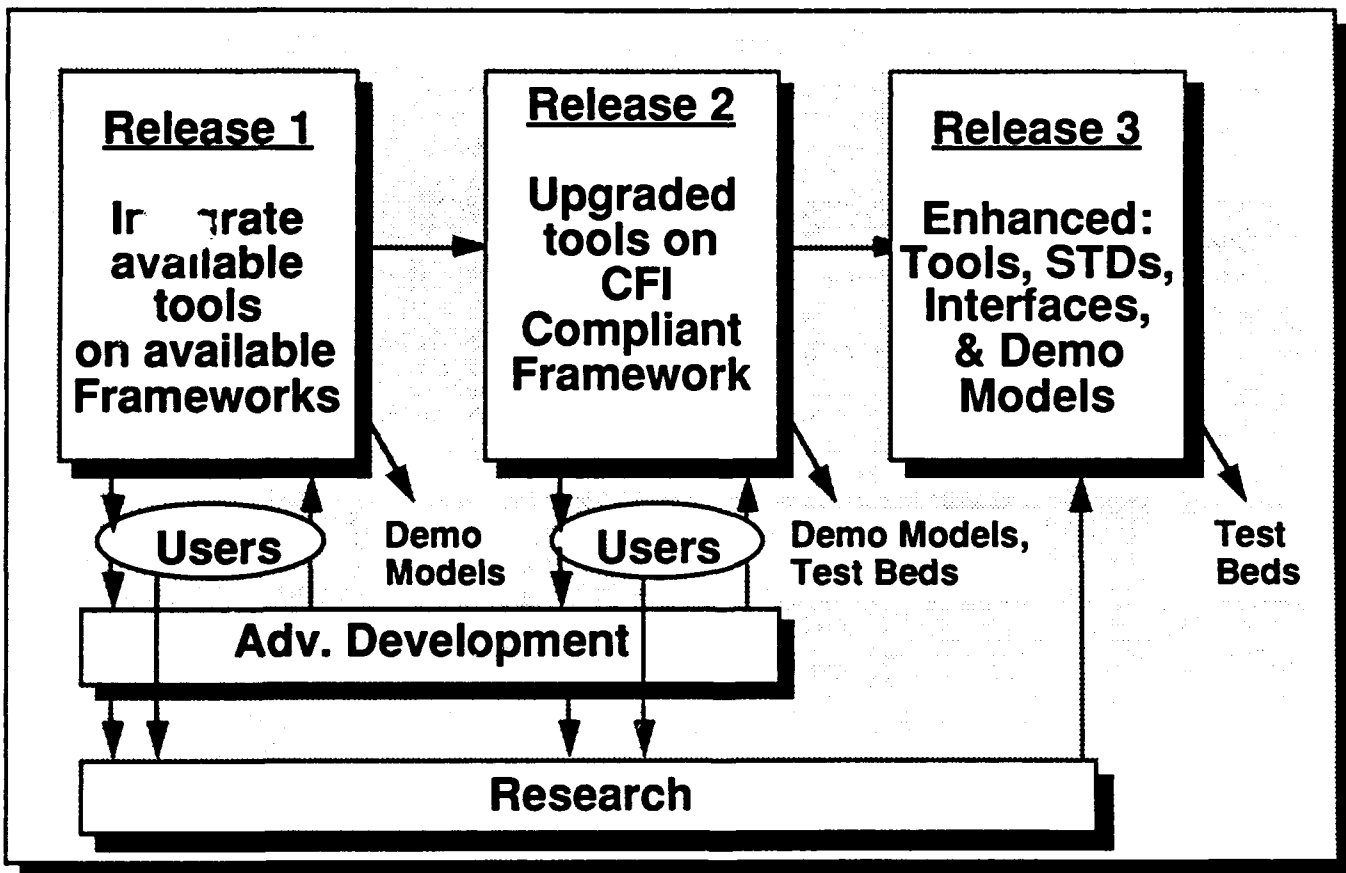 Release 1
available
tools
on available
Frameworks
Release 2
Upgraded
tools on
CFI
Compliant
Framework
Release 3
Enhanced:
Tools, STDs,
Interfaces,
& Demo
Models
Users
Demo
Models
Users
Demo Models,
Test Beds
Test
Beds
Adv. Development
Research